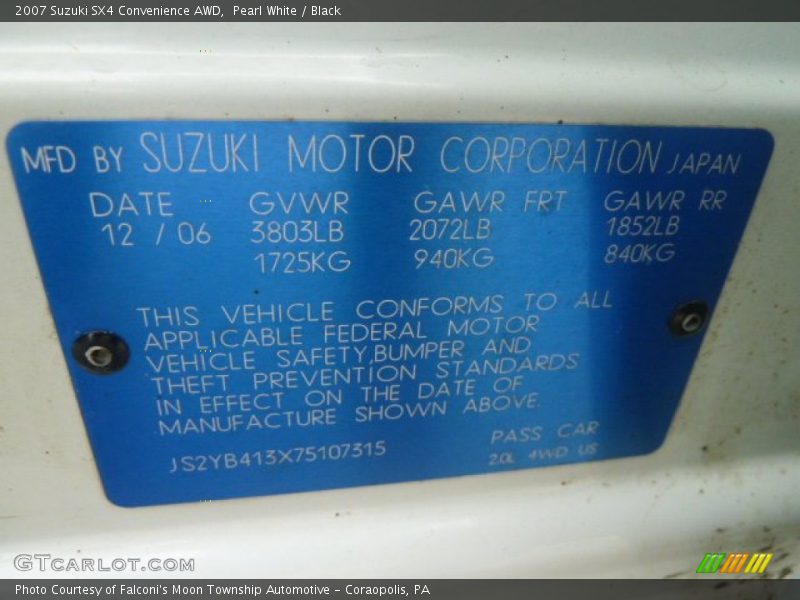 2007 Suzuki SX4 Convenience AWD, Pearl White / Black
MFD BY SUZUKI MOTOR CORPORATION JAPAN
DATE GVWR GAWR FRT GAWR RR
12 / 06 3803LB 2072LB 1852LB
1725KG 940KG 840KG
THIS VEHICLE CONFORMS TO ALL
APPLICABLE FEDERAL MOTOR
VEHICLE SAFETY,BUMPER AND
THEFT PREVENTION STANDARDS
IN EFFECT ON THE DATE OF
MANUFACTURE SHOWN ABOVE.
JS2YB413X75107315
PASS CAR
2.0L 4WD US
GTCARLOT.COM
Photo Courtesy of Falconi's Moon Township Automotive - Coraopolis, PA